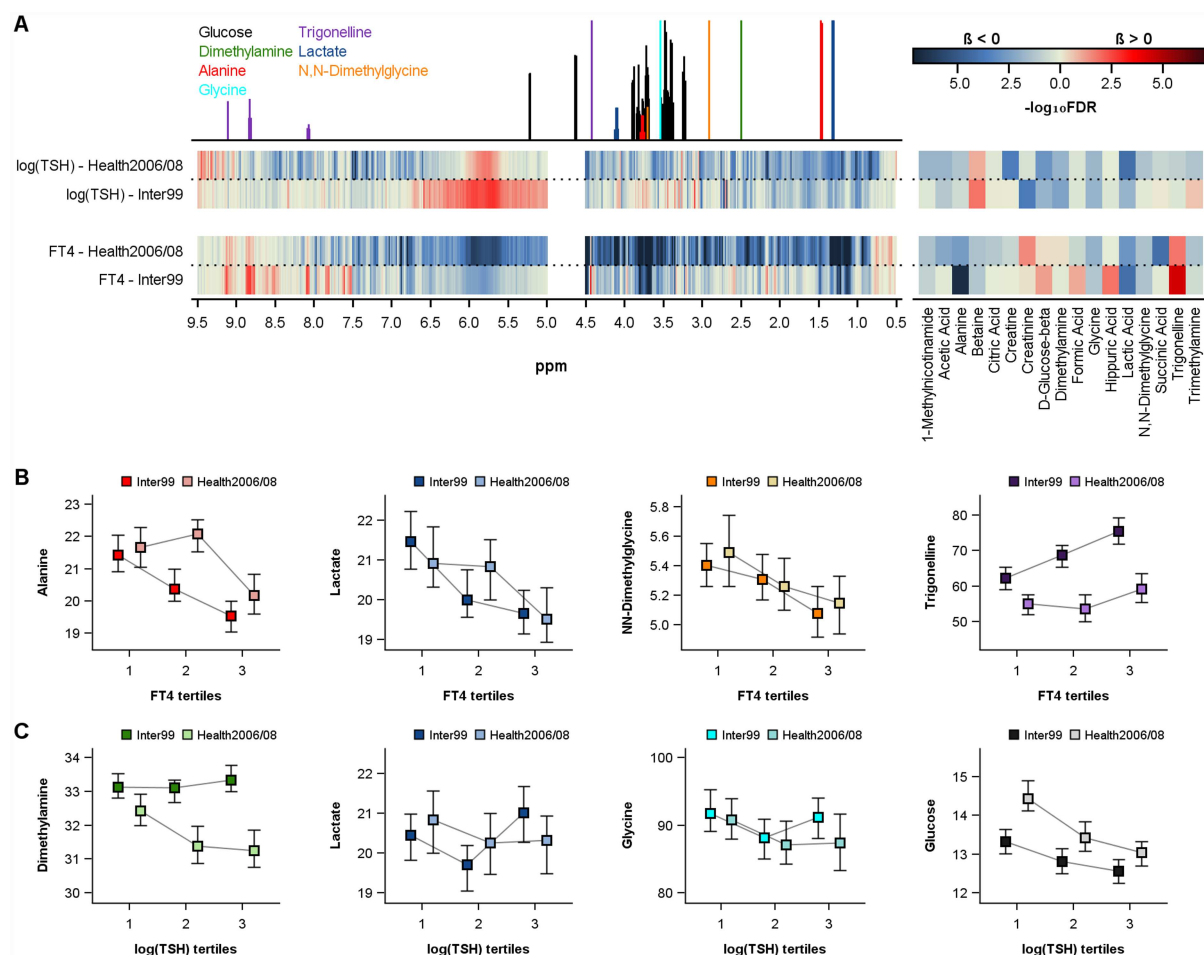 A
Glucose Trigonelline
Dimethylamine Lactate
Alanine N,N-Dimethylglycine
Glycine
ß < 0 ß > 0
5.0 2.5 0.0 2.5 5.0
-log₁₀FDR
log(TSH) - Health2006/08
log(TSH) - Inter99
FT4 - Health2006/08
FT4 - Inter99
9.5 9.0 8.5 8.0 7.5 7.0 6.5 6.0 5.5 5.0 4.5 4.0 3.5 3.0 2.5 2.0 1.5 1.0 0.5
ppm
1-Methylnicotinamide
Acetic Acid
Alanine
Betaine
Citric Acid
Creatine
Creatinine
D-Glucose-beta
Dimethylamine
Formic Acid
Glycine
Hippuric Acid
Lactic Acid
N,N-Dimethylglycine
Succinic Acid
Trigonelline
Trimethylamine
B
Inter99 Health2006/08
Alanine
23
22
21
20
19
1 2 3
FT4 tertiles
Inter99 Health2006/08
Lactate
22
21
20
19
1 2 3
FT4 tertiles
Inter99 Health2006/08
NN-Dimethylglycine
5.8
5.6
5.4
5.2
5.0
1 2 3
FT4 tertiles
Inter99 Health2006/08
Trigonelline
80
70
60
50
1 2 3
FT4 tertiles
C
Inter99 Health2006/08
Dimethylamine
34
33
32
31
30
1 2 3
log(TSH) tertiles
Inter99 Health2006/08
Lactate
22
21
20
19
1 2 3
log(TSH) tertiles
Inter99 Health2006/08
Glycine
100
90
80
1 2 3
log(TSH) tertiles
Inter99 Health2006/08
Glucose
15
14
13
12
1 2 3
log(TSH) tertiles